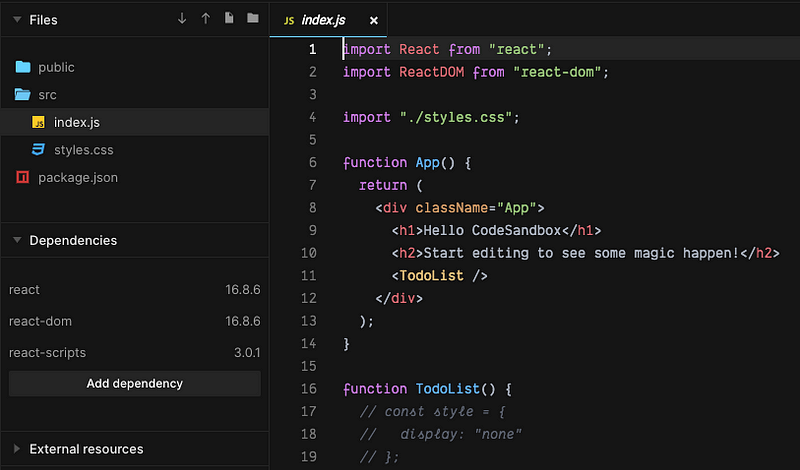 Files
public
src
JS index.js
styles.css
package.json
Dependencies
react 16.8.6
react-dom 16.8.6
react-scripts 3.0.1
Add dependency
External resources
JS index.js ×
1 import React from "react";
2 import ReactDOM from "react-dom";
3
4 import "./styles.css";
5
6 function App() {
7   return (
8     <div className="App">
9       <h1>Hello CodeSandbox</h1>
10       <h2>Start editing to see some magic happen!</h2>
11       <TodoList />
12     </div>
13   );
14 }
15
16 function TodoList() {
17   // const style = {
18   //   display: "none"
19   // };